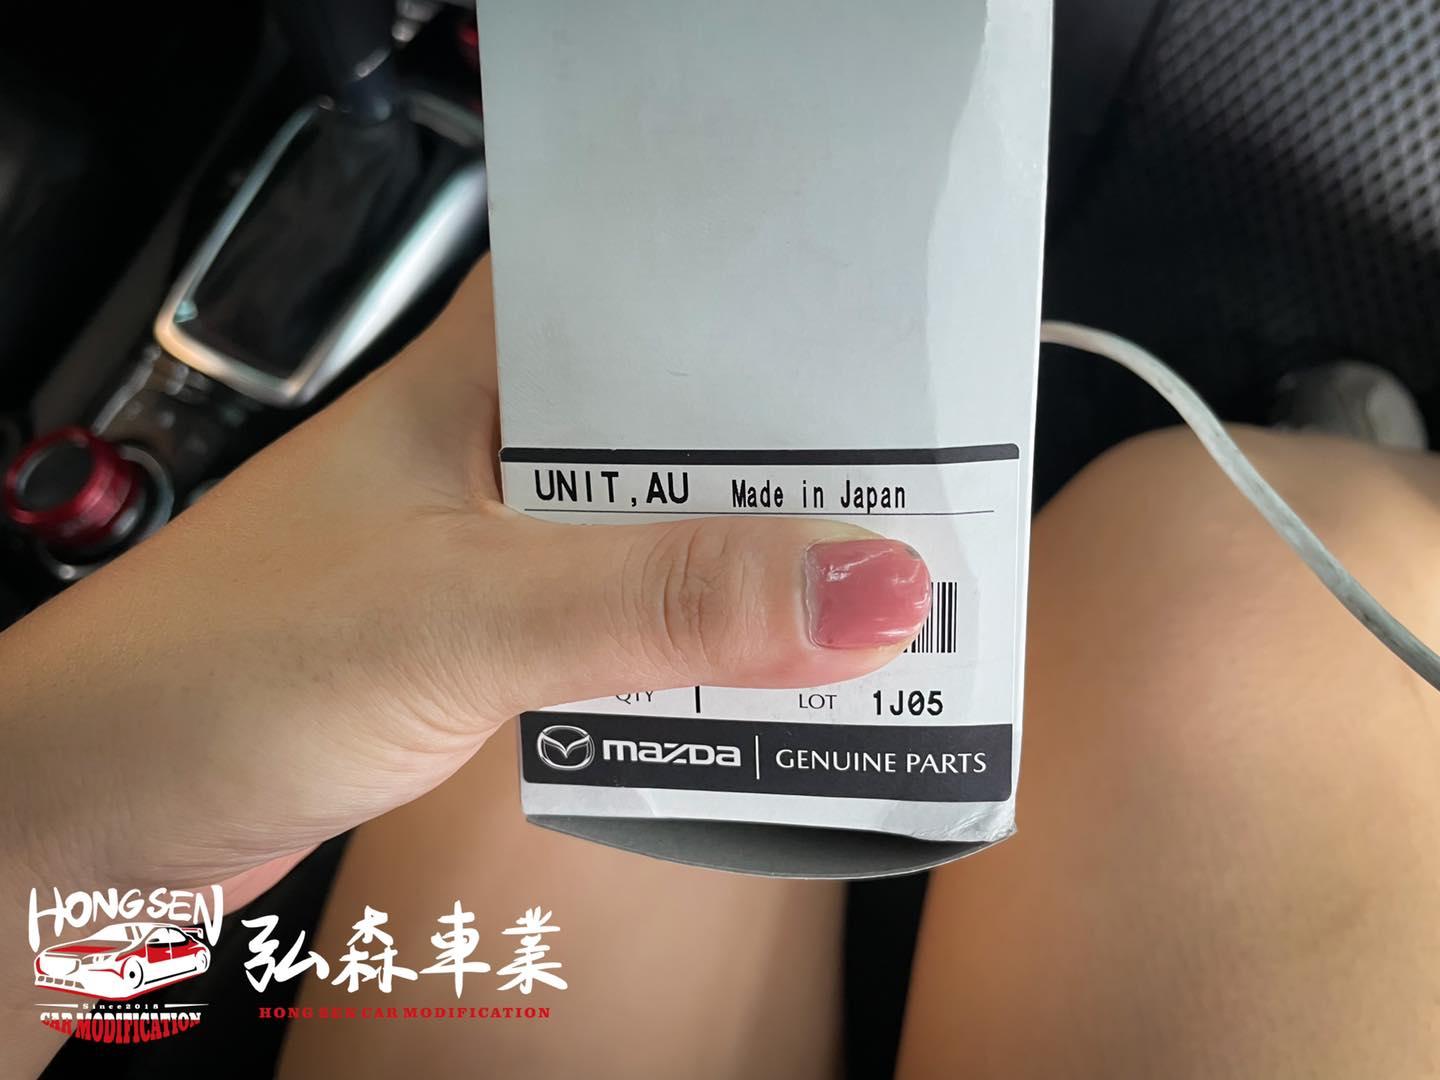 UNIT,AU Made in Japan
QTY 1 LOT 1J05
mazda GENUINE PARTS
HONGSEN
Since2018
CAR MODIFICATION
弘森車業
HONG SEN CAR MODIFICATION